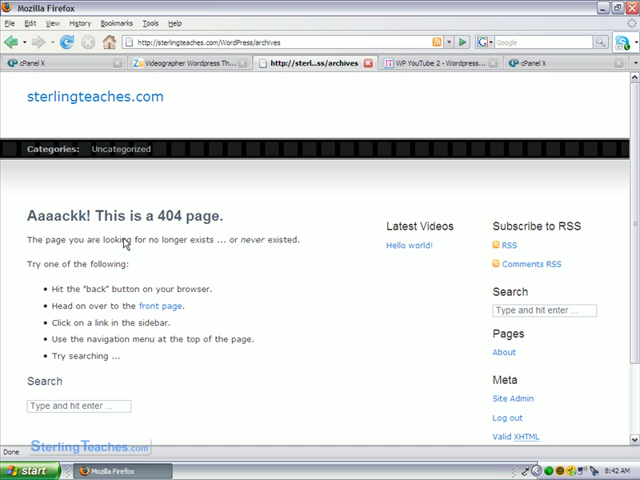 Mozilla Firefox
File Edit View History Bookmarks Tools Help
http://sterlingteaches.com/WordPress/archives
Google
cPanel X
Videographer Wordpress Th...
http://sterl...ss/archives
WP YouTube 2 - Wordpress...
cPanel X
sterlingteaches.com
Categories: Uncategorized
Aaaackk! This is a 404 page.
The page you are looking for no longer exists ... or never existed.
Try one of the following:
Hit the "back" button on your browser.
Head on over to the front page.
Click on a link in the sidebar.
Use the navigation menu at the top of the page.
Try searching ...
Search
Type and hit enter ...
Latest Videos
Hello world!
Subscribe to RSS
RSS
Comments RSS
Search
Type and hit enter ...
Pages
About
Meta
Site Admin
Log out
Valid XHTML
SterlingTeaches.com
Done
start
Mozilla Firefox
8:42 AM